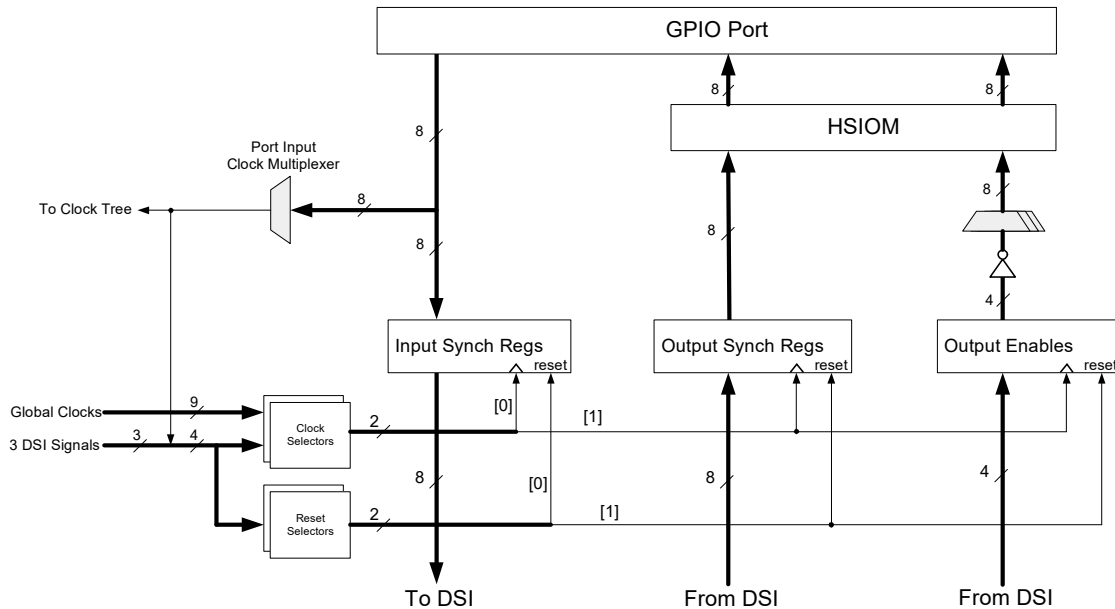 GPIO Port
8
8
HSIOM
8
Port Input
Clock Multiplexer
To Clock Tree
8
8
8
8
4
Input Synch Regs
reset
Output Synch Regs
reset
Output Enables
reset
Global Clocks
9
[0]
Clock
Selectors
2
[1]
3 DSI Signals
3
4
8
[0]
8
4
Reset
Selectors
2
[1]
To DSI
From DSI
From DSI